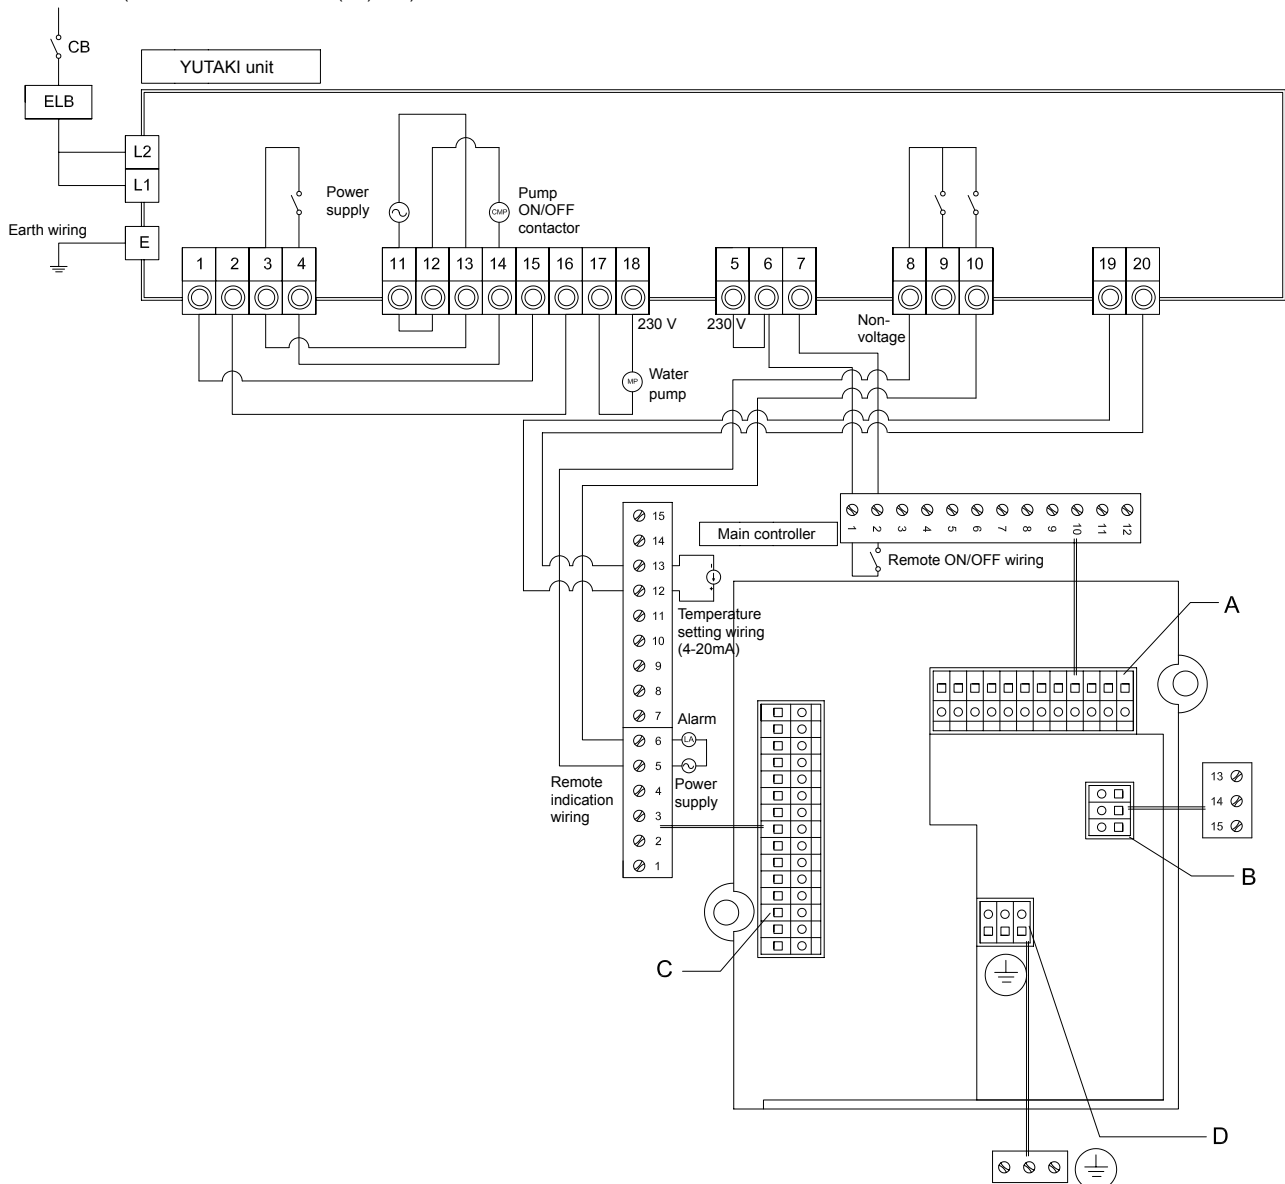 CB
YUTAKI unit
ELB
L2
L1
Earth wiring
E
Power
supply
CMP
Pump
ON/OFF
contactor
1 2 3 4
11 12 13 14 15 16 17 18
5 6 7
8 9 10
19 20
230 V
230 V
Non-
voltage
MP
Water
pump
Main controller
1 2 3 4 5 6 7 8 9 10 11 12
Remote ON/OFF wiring
15
14
13
12
11
10
9
8
7
6
5
4
3
2
1
-
+
Temperature
setting wiring
(4-20mA)
Alarm
LA
Power
supply
Remote
indication
wiring
A
13
14
15
B
C
D